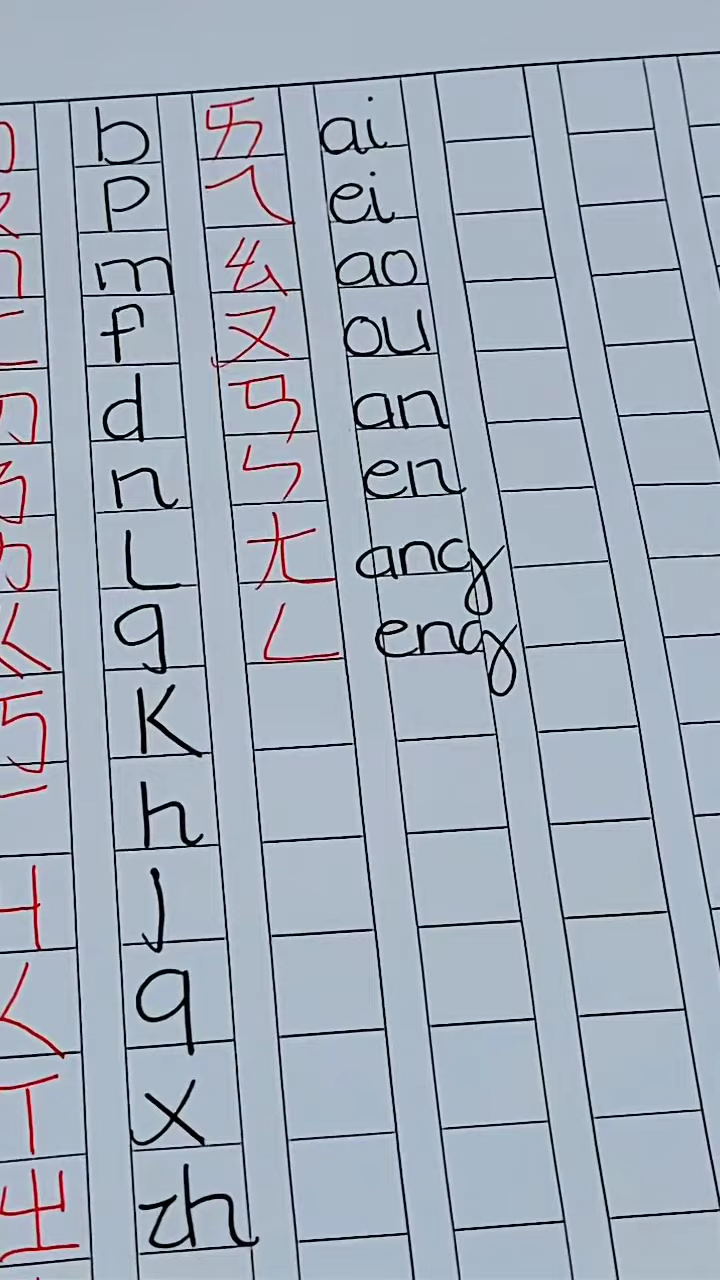 b ㄞ ai
p ㄟ ei
m ㄠ ao
f ㄡ ou
ㄉ d ㄢ an
ㄋ n ㄣ en
ㄌ L ㄤ ang
ㄍ g ㄥ eng
ㄎ K
h
ㄐ j
ㄑ q
ㄒ x
ㄓ zh